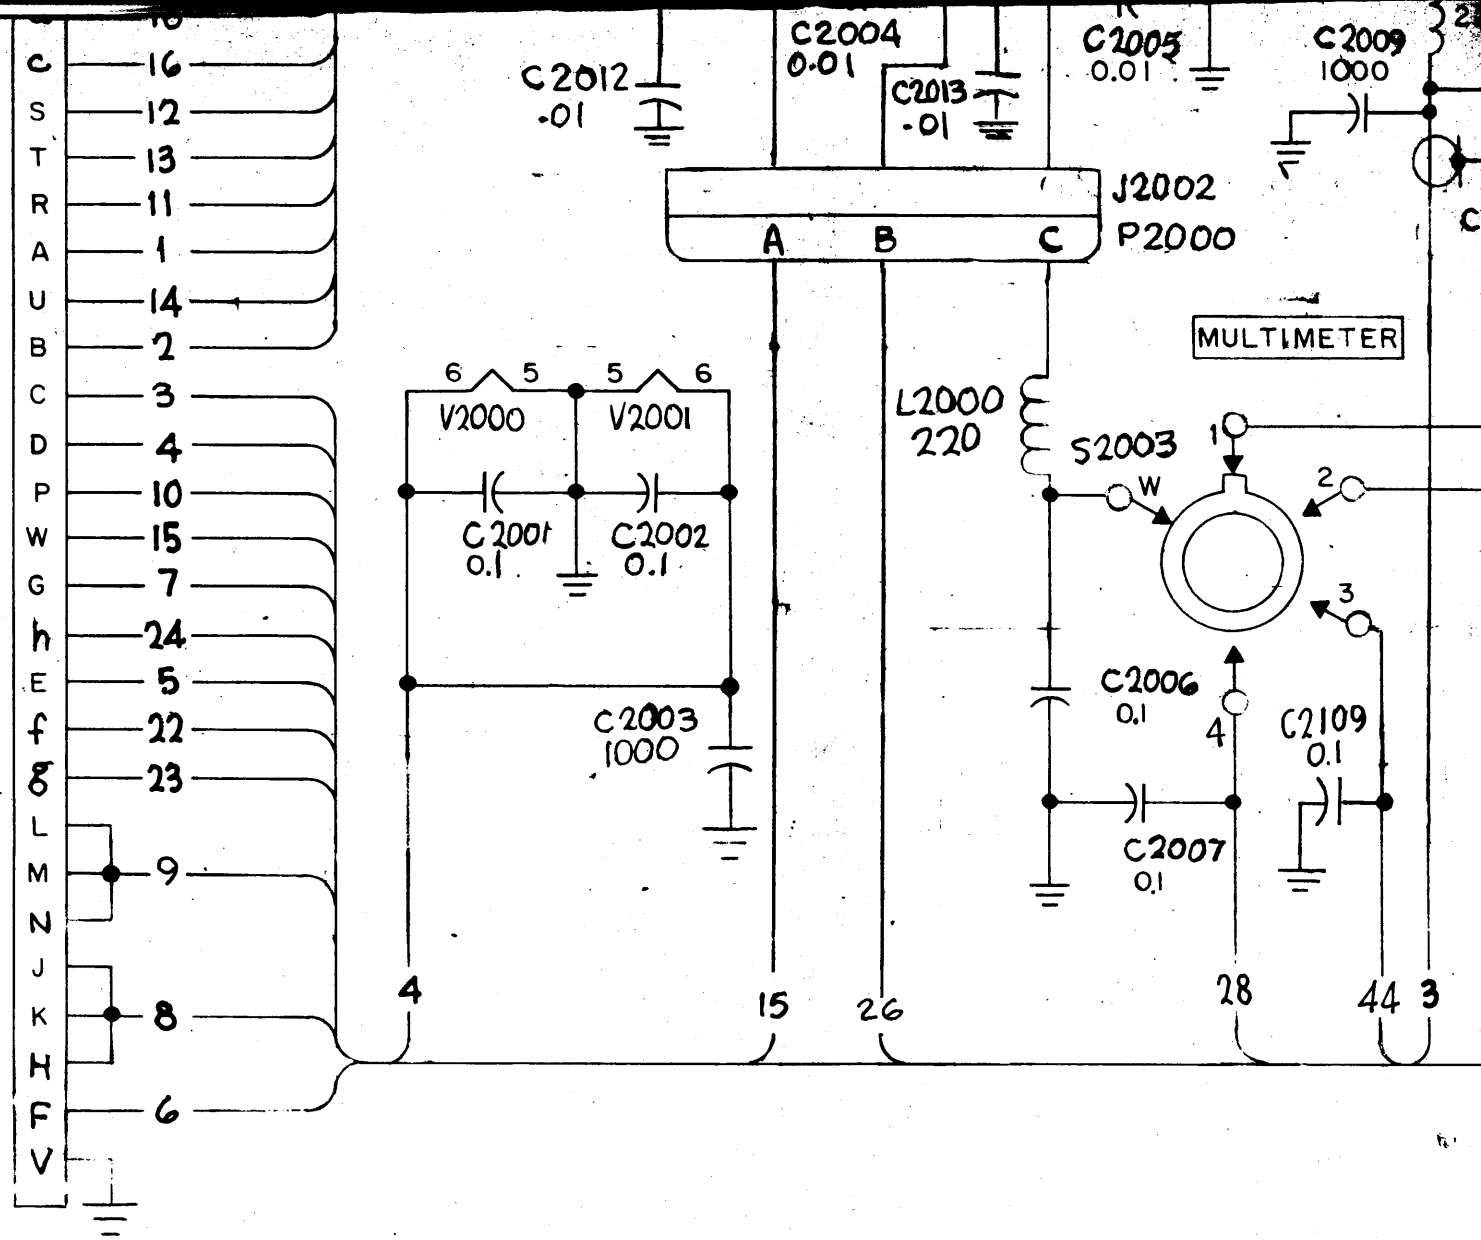 c 16
S 12
T 13
R 11
A 1
U 14
B 2
C 3
D 4
P 10
W 15
G 7
h 24
E 5
f 22
g 23
L
M 9
N
J
K 8
H
F 6
V
C2012
.01
C2004
0.01
C2013
.01
C2005
0.01
C2009
1000
2
C
J2002
A B C P2000
MULTIMETER
6 5 5 6
V2000 V2001
C2001
0.1
C2002
0.1
C2003
1000
L2000
220
S2003
W
1
2
3
4
C2006
0.1
C2007
0.1
C2109
0.1
4 15 26 28 44 3